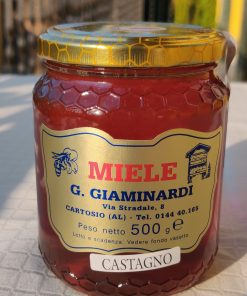 MIELE
G. GIAMINARDI
Via Stradale, 8
CARTOSIO (AL) - Tel. 0144 40.165
Peso netto 500 g ℮
Lotto e scadenza: Vedere fondo vasetto
CASTAGNO